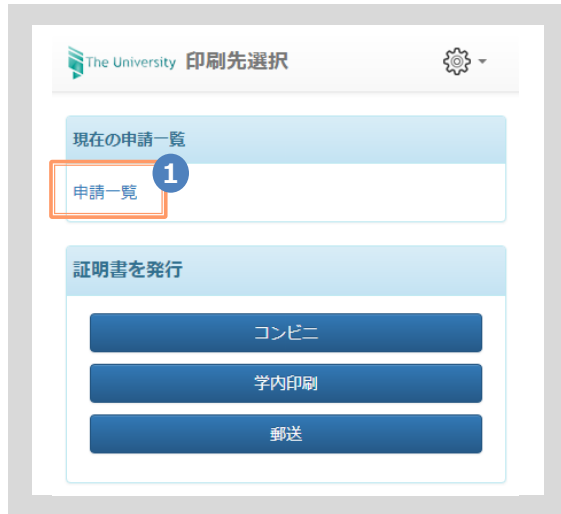 The University 印刷先選択
現在の申請一覧
1
申請一覧
証明書を発行
コンビニ
学内印刷
郵送